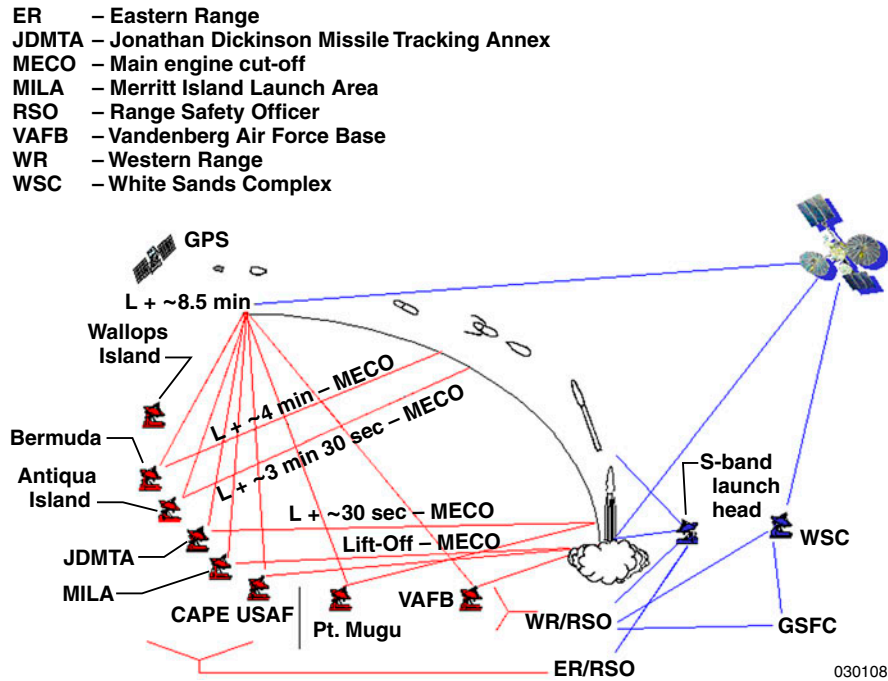 ER – Eastern Range
JDMTA – Jonathan Dickinson Missile Tracking Annex
MECO – Main engine cut-off
MILA – Merritt Island Launch Area
RSO – Range Safety Officer
VAFB – Vandenberg Air Force Base
WR – Western Range
WSC – White Sands Complex
GPS
L + ~8.5 min
Wallops
Island
L + ~4 min – MECO
L + ~3 min 30 sec – MECO
Bermuda
Antiqua
Island
S-band
launch
head
L + ~30 sec – MECO
WSC
Lift-Off – MECO
JDMTA
MILA
CAPE USAF
Pt. Mugu
VAFB
WR/RSO
GSFC
ER/RSO
030108